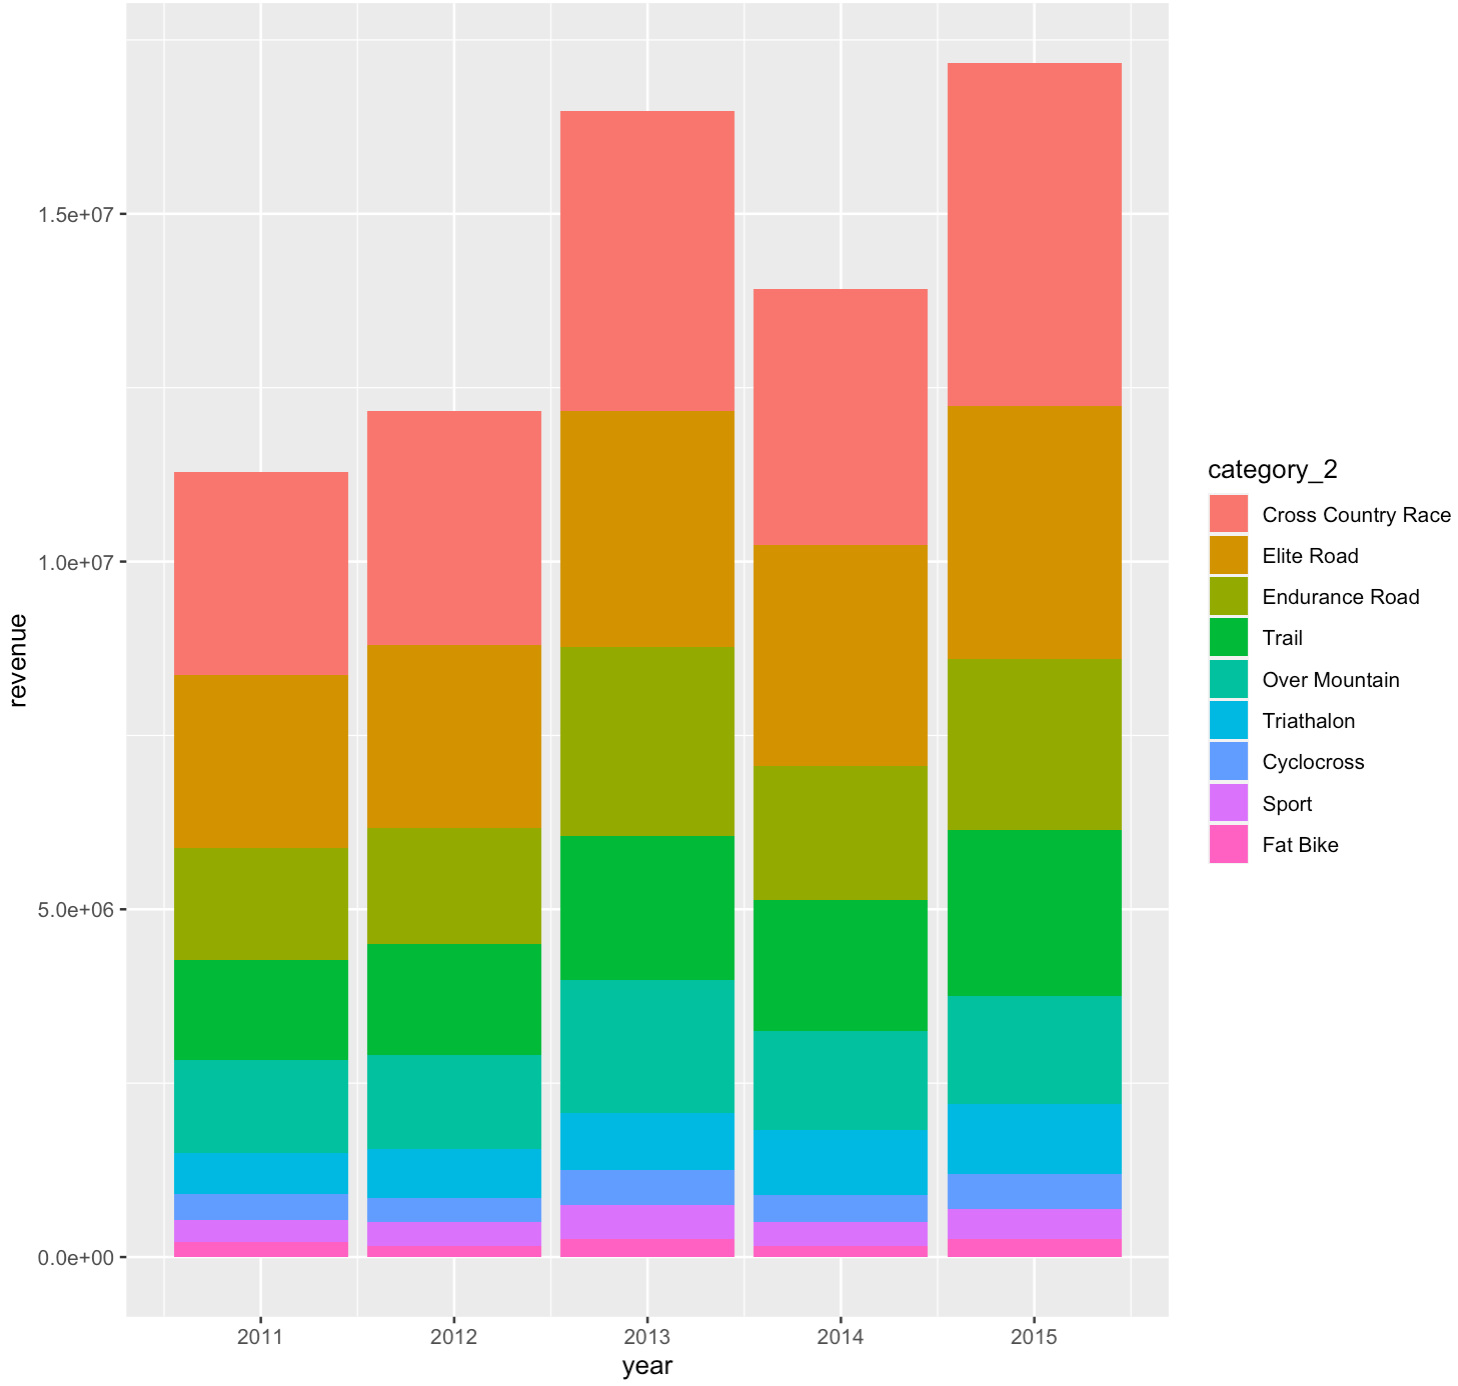 revenue
1.5e+07
1.0e+07
5.0e+06
0.0e+00
2011
2012
2013
2014
2015
year
category_2
Cross Country Race
Elite Road
Endurance Road
Trail
Over Mountain
Triathalon
Cyclocross
Sport
Fat Bike